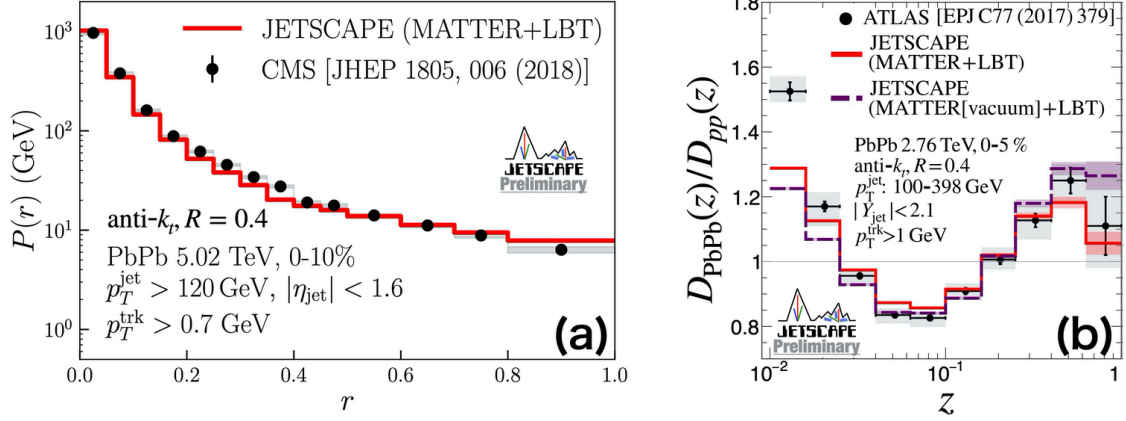 10³
10²
10¹
10⁰
P(r) (GeV)
JETSCAPE (MATTER+LBT)
CMS [JHEP 1805, 006 (2018)]
JETSCAPE
Preliminary
anti-kₜ, R = 0.4
PbPb 5.02 TeV, 0-10%
p_T^jet > 120 GeV, |η_jet| < 1.6
p_T^trk > 0.7 GeV
(a)
0.0 0.2 0.4 0.6 0.8 1.0
r
1.8
1.6
1.4
1.2
1
0.8
D_PbPb(z)/D_pp(z)
ATLAS [EPJ C77 (2017) 379]
JETSCAPE
(MATTER+LBT)
JETSCAPE
(MATTER[vacuum]+LBT)
PbPb 2.76 TeV, 0-5 %
anti-kₜ, R = 0.4
p_T^jet: 100-398 GeV
|Y_jet|<2.1
p_T^trk>1 GeV
JETSCAPE
Preliminary
(b)
10⁻² 10⁻¹ 1
z